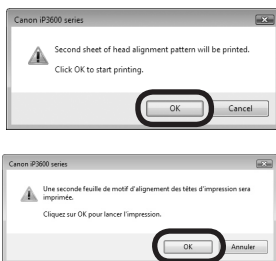 Canon iP3600 series
Second sheet of head alignment pattern will be printed.
Click OK to start printing.
OK
Cancel
Canon iP3600 series
Une seconde feuille de motif d'alignement des têtes d'impression sera
imprimée.
Cliquez sur OK pour lancer l'impression.
OK
Annuler